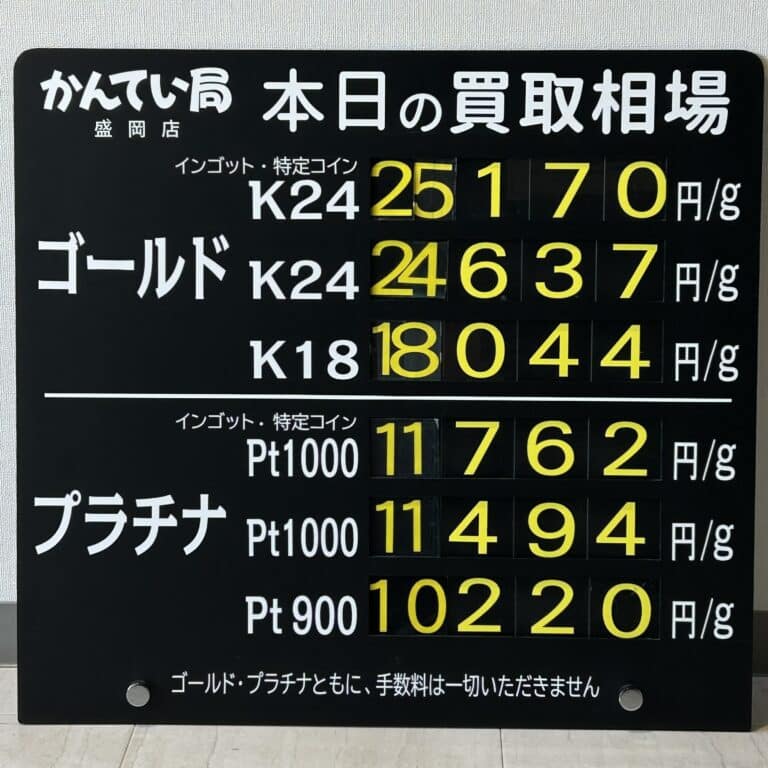 かんてい局 本日の買取相場
盛岡店
インゴット・特定コイン
K24 25170円/g
ゴールド K24 24637円/g
K18 18044円/g
インゴット・特定コイン
Pt1000 11762円/g
プラチナ Pt1000 11494円/g
Pt900 10220円/g
ゴールド・プラチナともに、手数料は一切いただきません